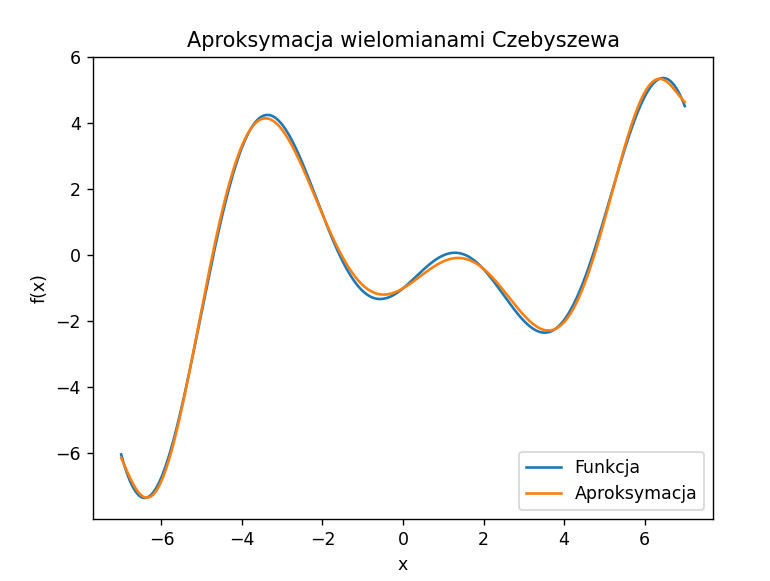 Aproksymacja wielomianami Czebyszewa
f(x)
6
4
2
0
−2
−4
−6
−6 −4 −2 0 2 4 6
x
Funkcja
Aproksymacja